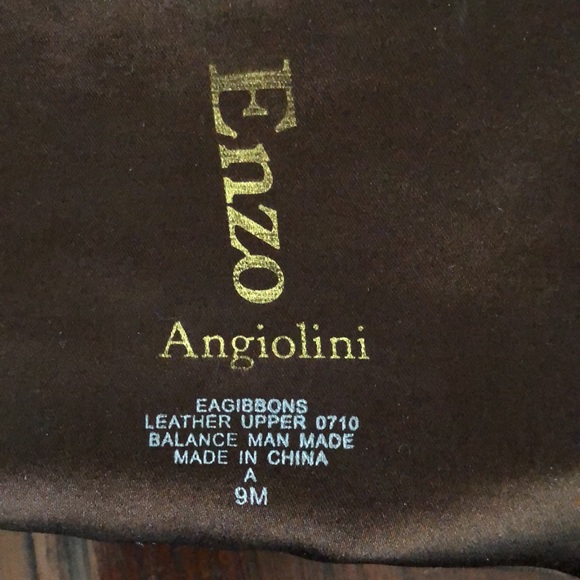 Enzo
Angiolini
EAGIBBONS
LEATHER UPPER 0710
BALANCE MAN MADE
MADE IN CHINA
A
9M